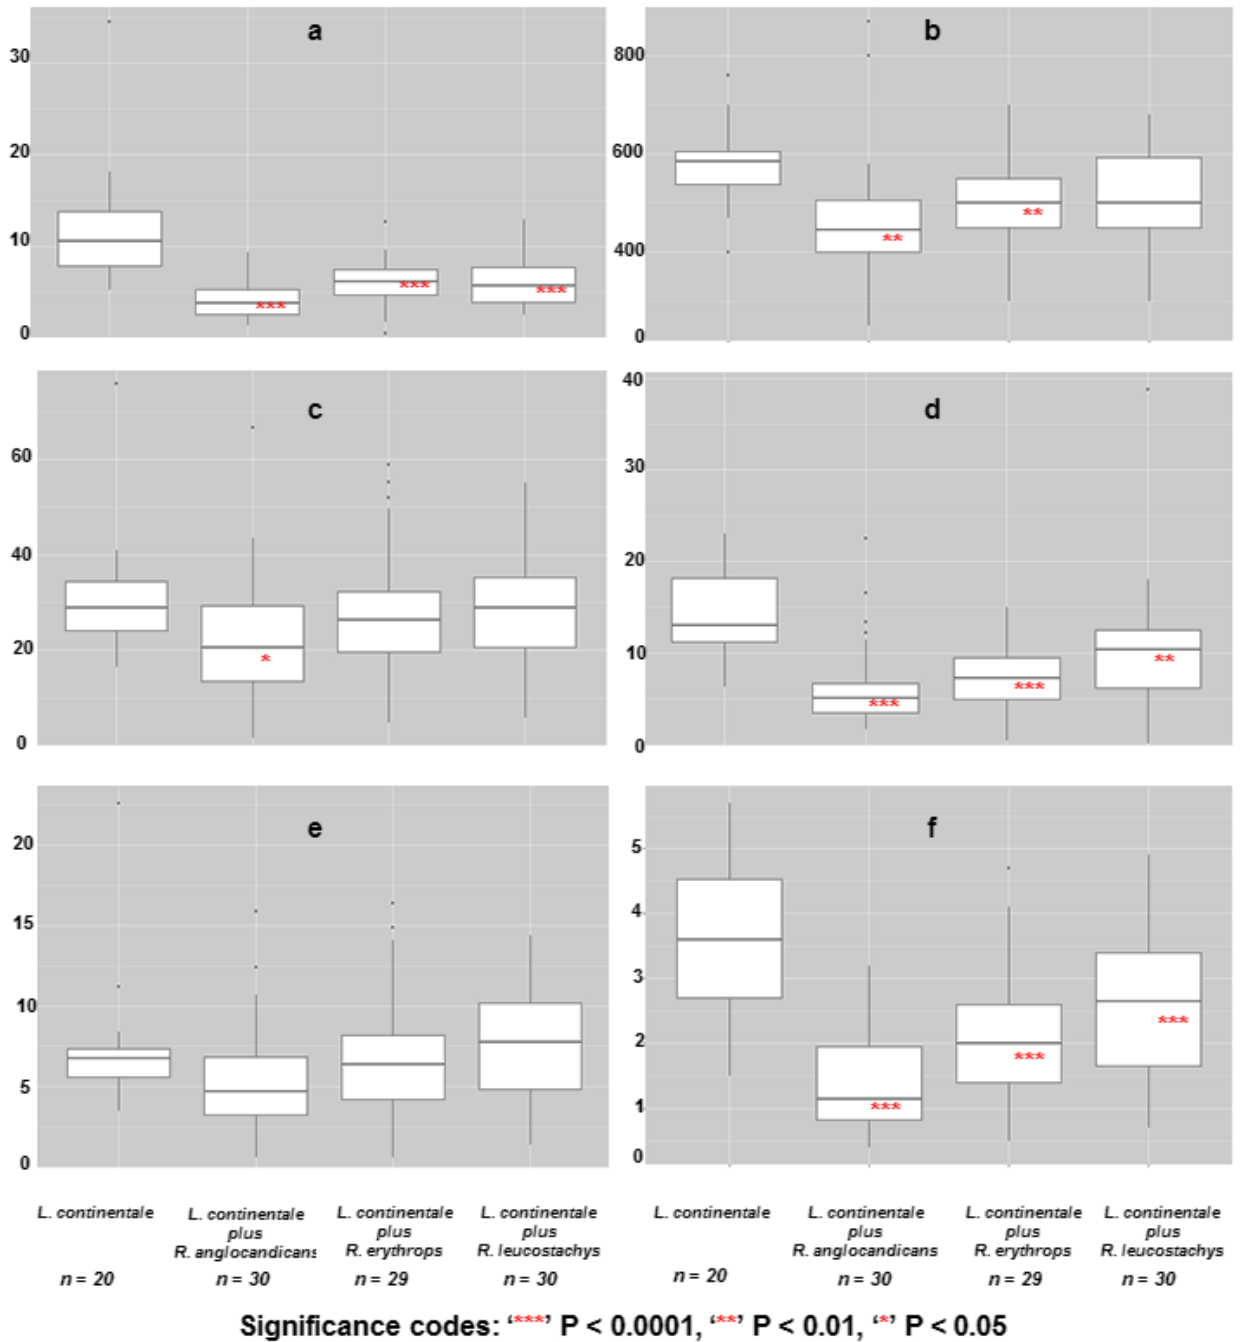 a
30
20
10
0
b
800
600
400
0
c
60
40
20
0
d
40
30
20
10
0
e
20
15
10
5
0
f
5
4
3
2
1
0
***
***
***
**
**
*
***
***
**
***
***
***
L. continentale
L. continentale
plus
R. anglocandicans
L. continentale
plus
R. erythrops
L. continentale
plus
R. leucostachys
L. continentale
L. continentale
plus
R. anglocandicans
L. continentale
plus
R. erythrops
L. continentale
plus
R. leucostachys
n = 20
n = 30
n = 29
n = 30
n = 20
n = 30
n = 29
n = 30
Significance codes: ‘***’ P < 0.0001, ‘**’ P < 0.01, ‘*’ P < 0.05